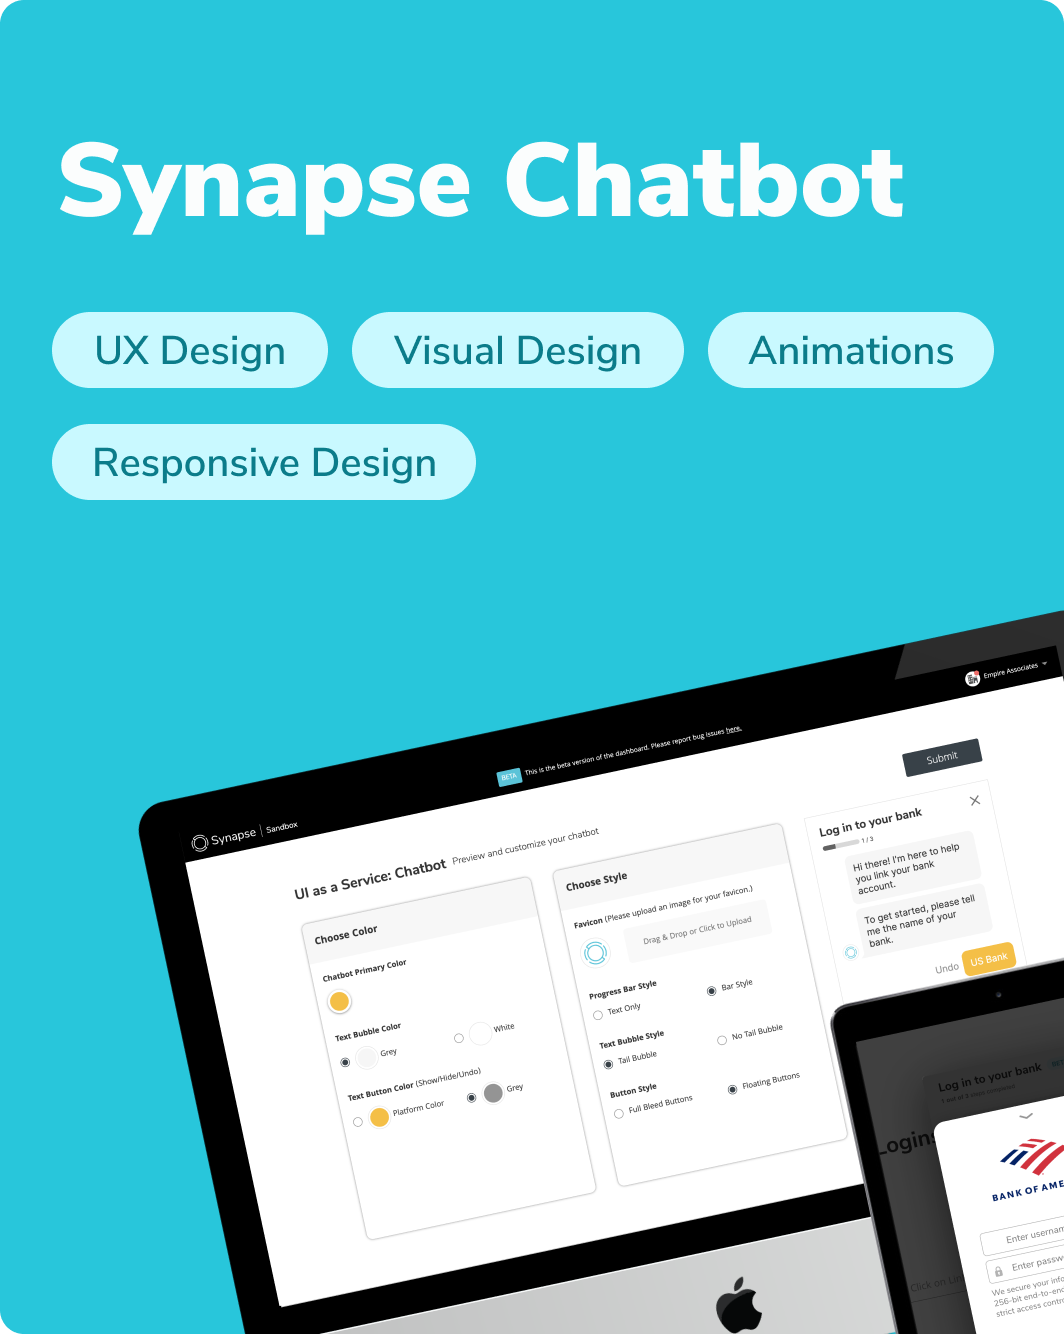 Synapse Chatbot
UX Design
Visual Design
Animations
Responsive Design
Empire Associates
BETA This is the beta version of the dashboard. Please report bug issues here.
Synapse | Sandbox
Submit
UI as a Service: Chatbot Preview and customize your chatbot
Choose Color
Chatbot Primary Color
Text Bubble Color
Grey
White
Text Button Color (Show/Hide/Undo)
Platform Color
Grey
Choose Style
Favicon (Please upload an image for your favicon.)
Drag & Drop or Click to Upload
Progress Bar Style
Text Only
Bar Style
Text Bubble Style
Tail Bubble
No Tail Bubble
Button Style
Full Bleed Buttons
Floating Buttons
Log in to your bank
1 / 3
Hi there! I'm here to help
you link your bank
account.
To get started, please tell
me the name of your
bank.
Undo
US Bank
Log in to your bank
Logins
BANK OF AME
Enter usernam
Enter passw
We secure your info
256-bit end-to-en
strict access contr
Click on